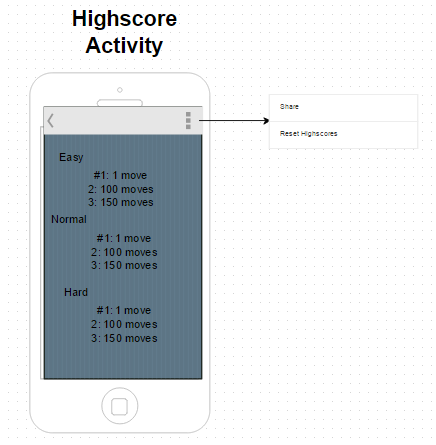 Highscore
Activity
Share
Reset Highscores
Easy
#1: 1 move
2: 100 moves
3: 150 moves
Normal
#1: 1 move
2: 100 moves
3: 150 moves
Hard
#1: 1 move
2: 100 moves
3: 150 moves